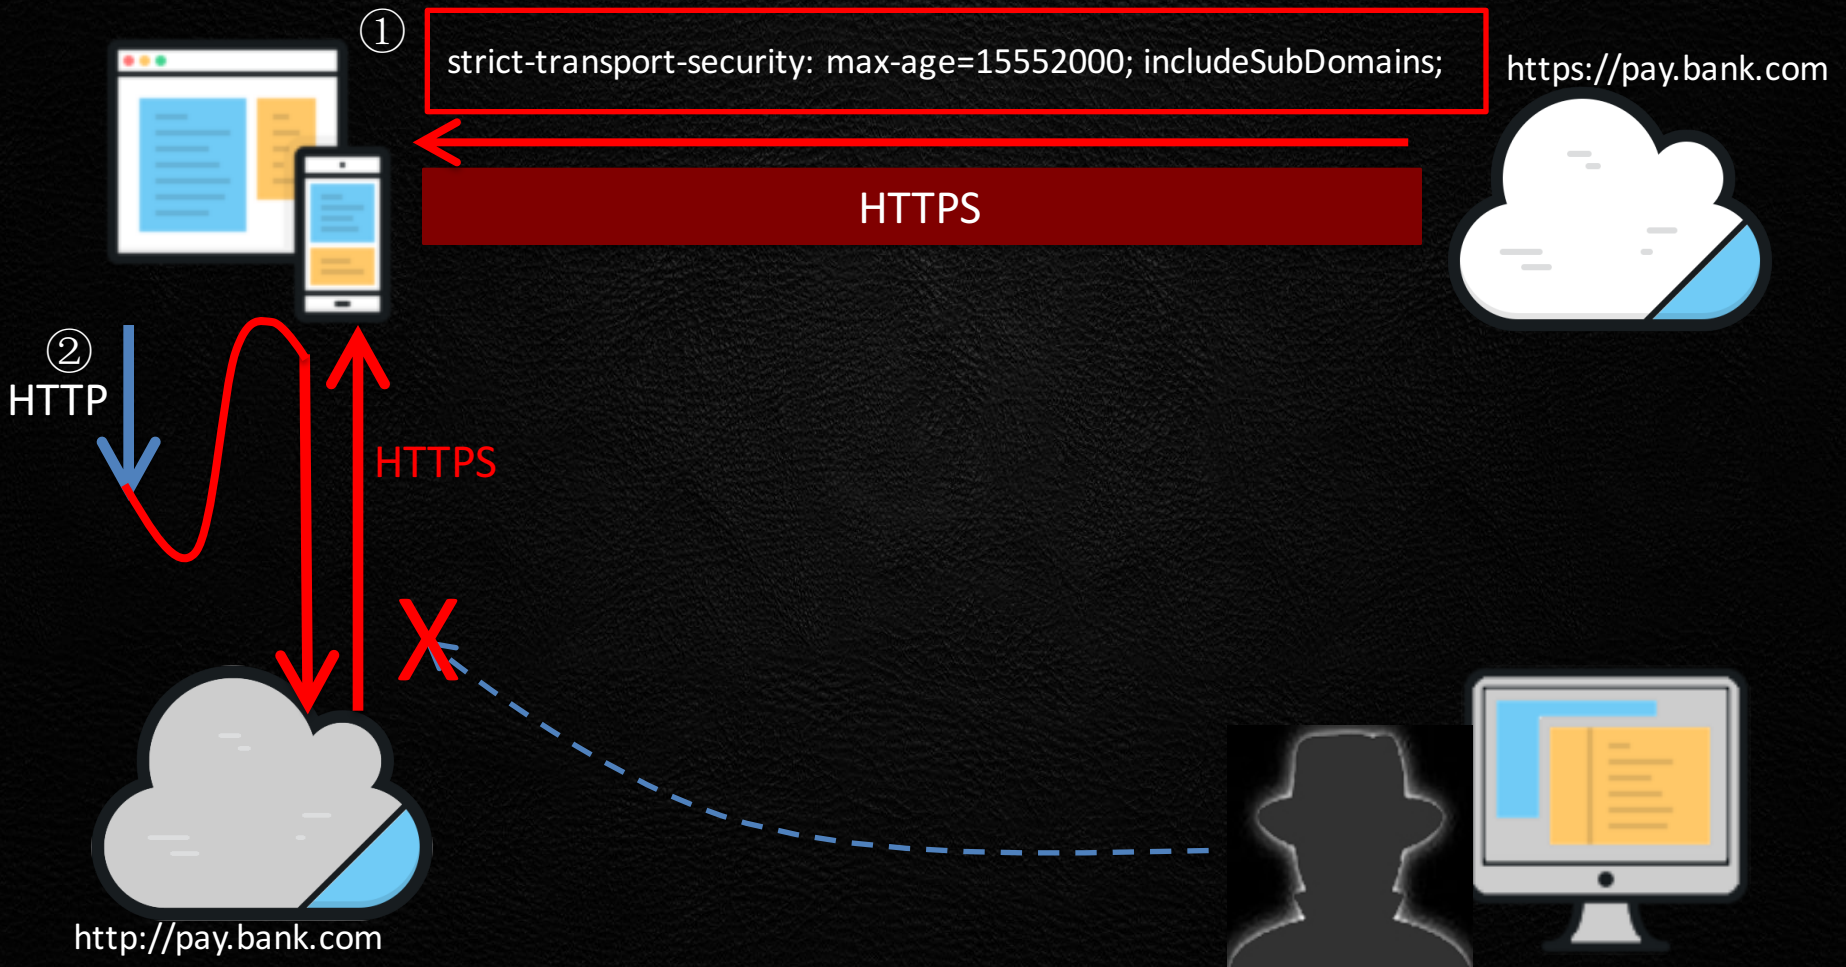 ①
strict-transport-security: max-age=15552000; includeSubDomains;
https://pay.bank.com
HTTPS
②
HTTP
HTTPS
X
http://pay.bank.com